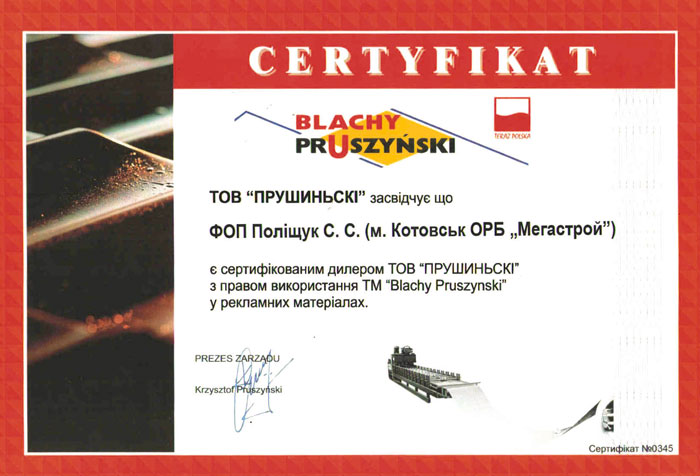 CERTYFIKAT
BLACHY
PRUSZYŃSKI
TERAZ POLSKA
ТОВ “ПРУШИНЬСКІ” засвідчує що
ФОП Поліщук С. С. (м. Котовськ ОРБ „Мегастрой”)
є сертифікованим дилером ТОВ “ПРУШИНЬСКІ”
з правом використання ТМ “Blachy Pruszynski”
у рекламних матеріалах.
PREZES ZARZĄDU
Krzysztof Pruszyński
Сертифікат №0345